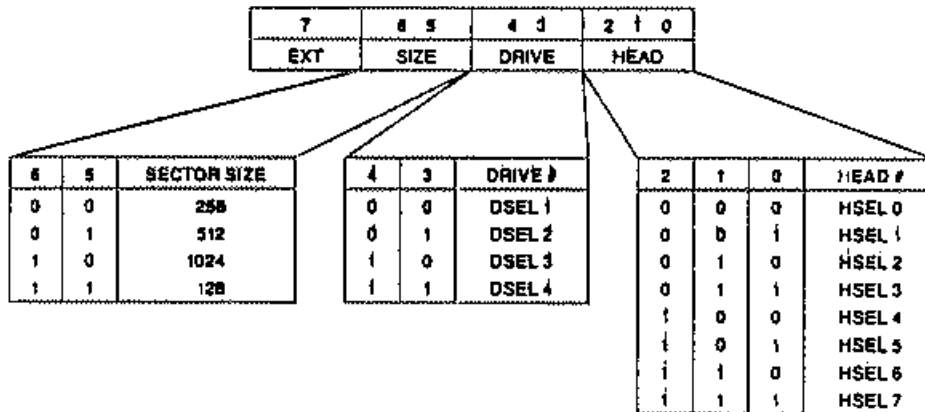 7 6 5 4 3 2 1 0
EXT SIZE DRIVE HEAD
6 5 SECTOR SIZE
0 0 256
0 1 512
1 0 1024
1 1 128
4 3 DRIVE #
0 0 DSEL 1
0 1 DSEL 2
1 0 DSEL 3
1 1 DSEL 4
2 1 0 HEAD #
0 0 0 HSEL 0
0 0 1 HSEL 1
0 1 0 HSEL 2
0 1 1 HSEL 3
1 0 0 HSEL 4
1 0 1 HSEL 5
1 1 0 HSEL 6
1 1 1 HSEL 7